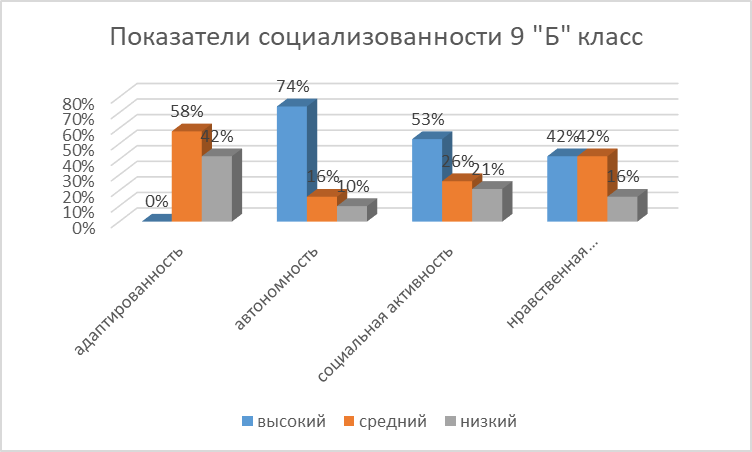 Показатели социализованности 9 "Б" класс
80%
70%
60%
50%
40%
30%
20%
10%
0%
0%
58%
42%
74%
16%
10%
53%
26%
21%
42%
42%
16%
адаптированность
автономность
социальная активность
нравственная...
высокий
средний
низкий